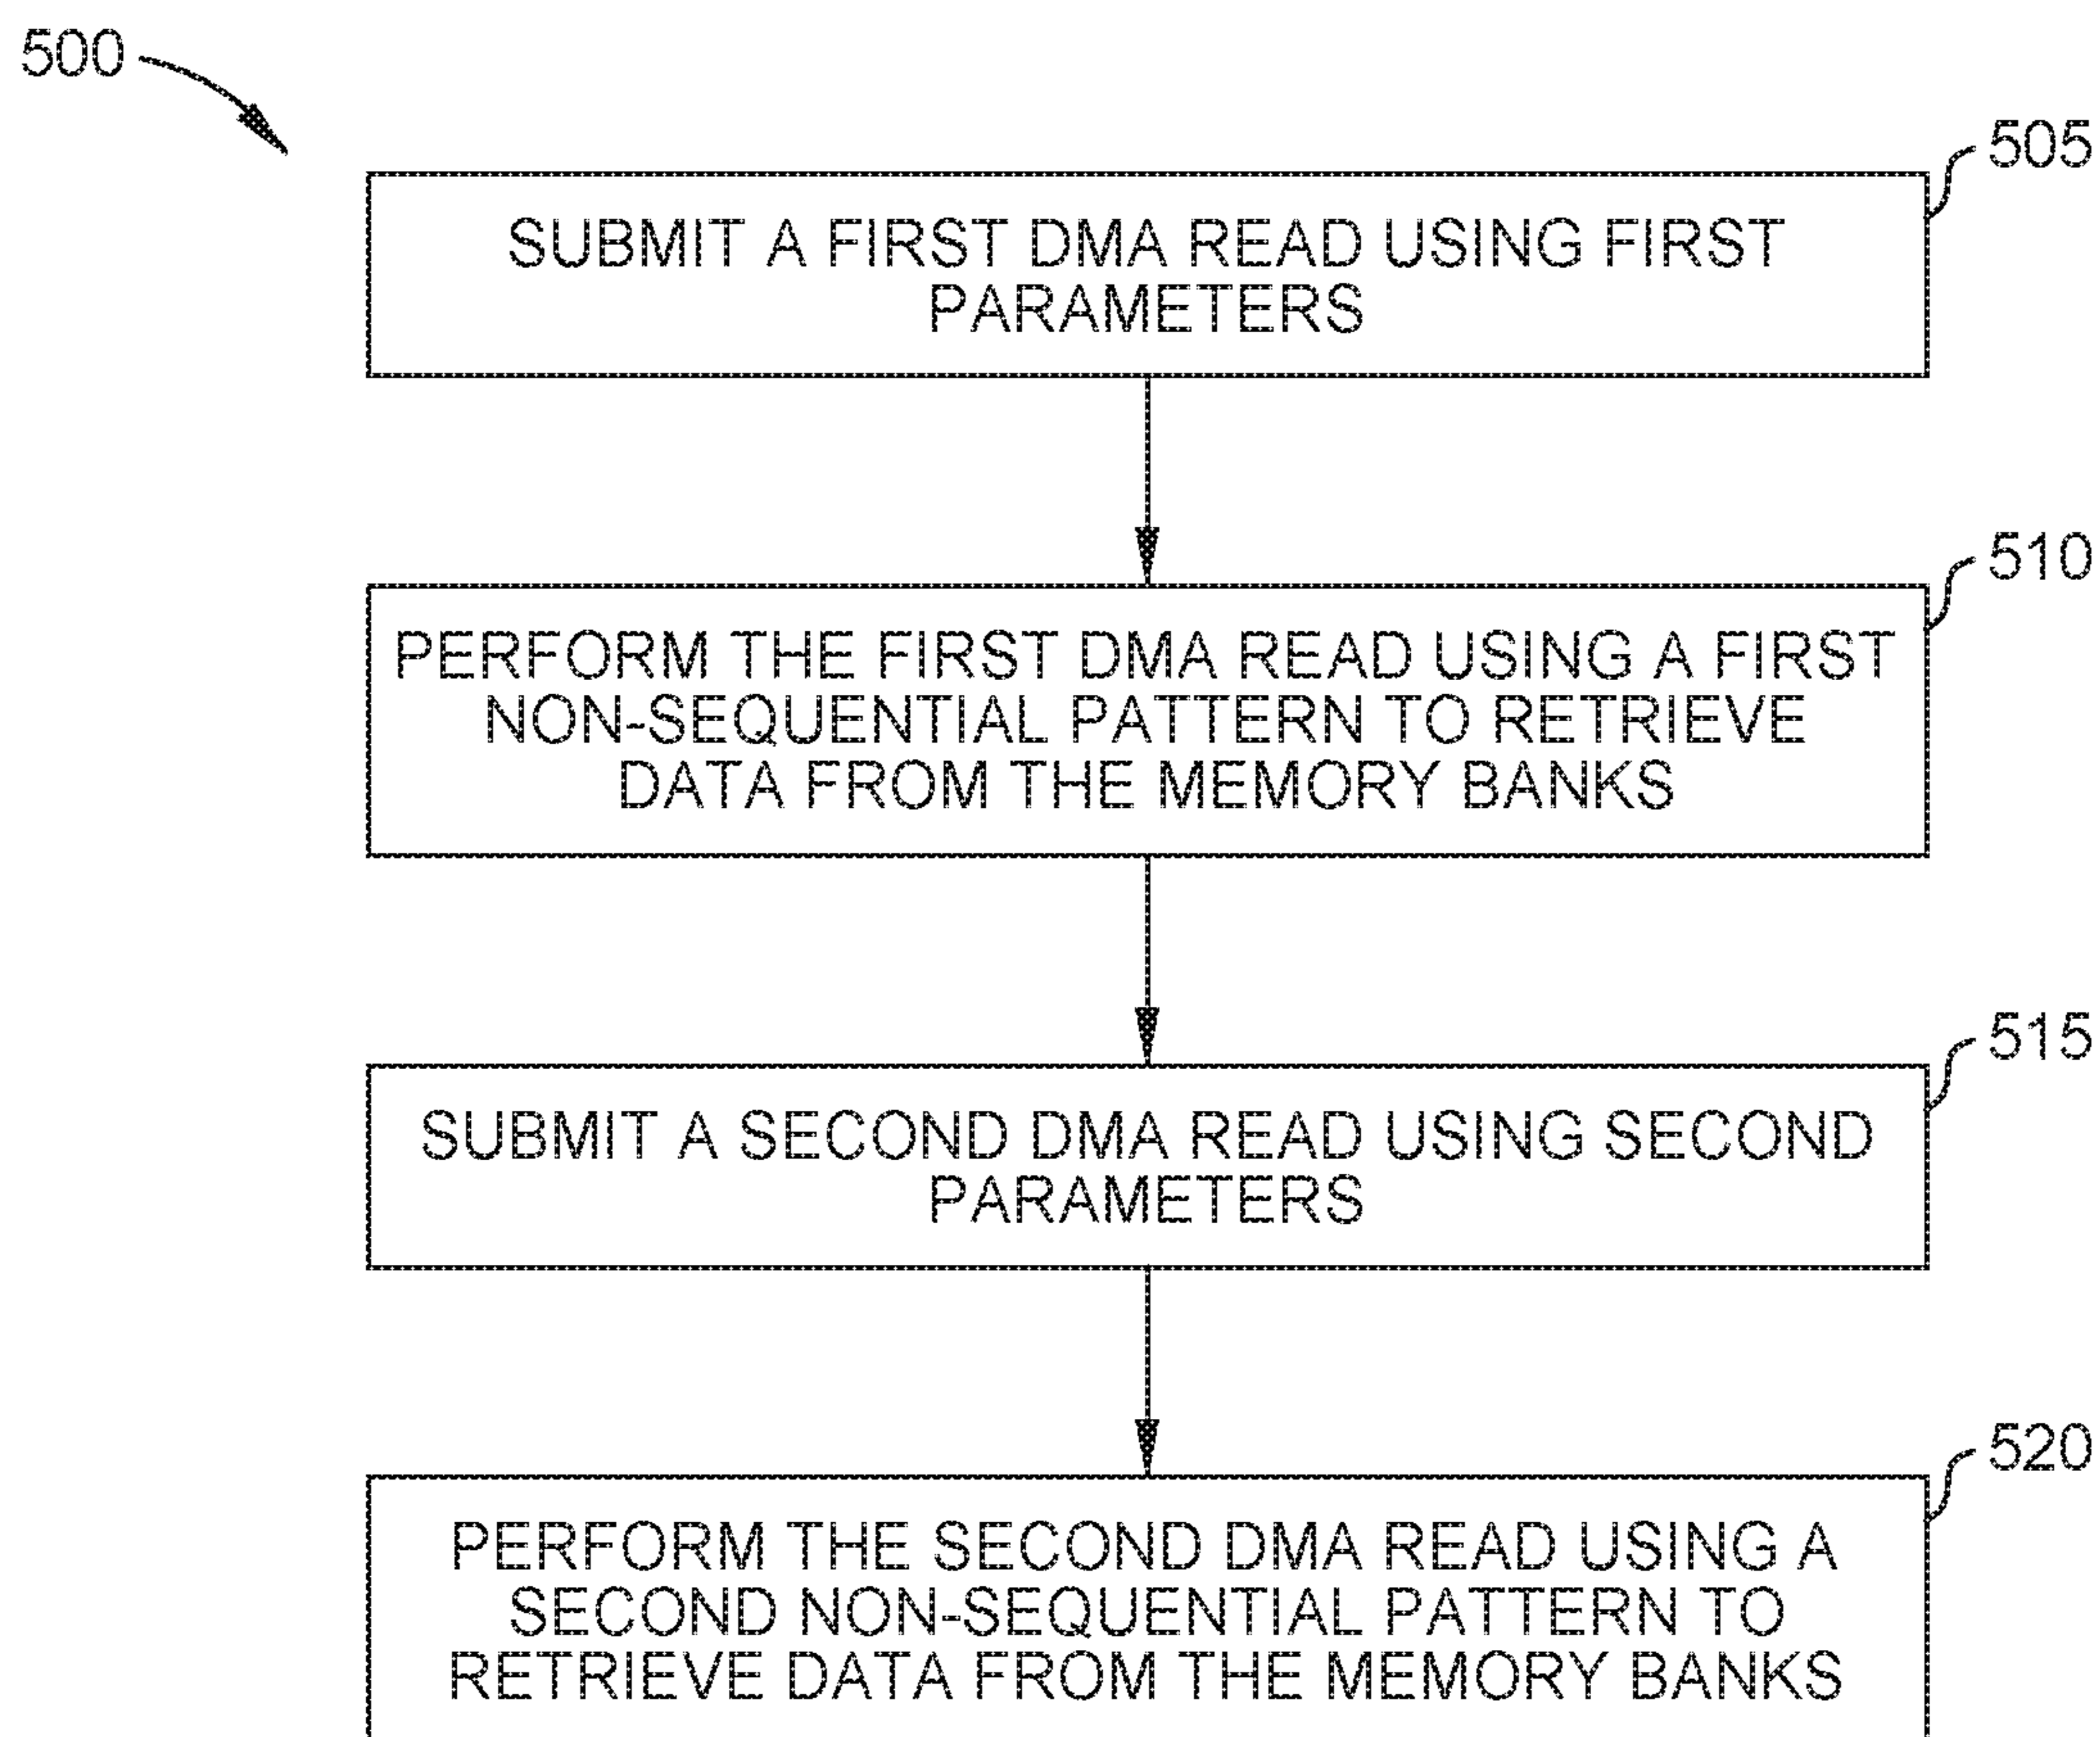 500
505
SUBMIT A FIRST DMA READ USING FIRST
PARAMETERS
510
PERFORM THE FIRST DMA READ USING A FIRST
NON-SEQUENTIAL PATTERN TO RETRIEVE
DATA FROM THE MEMORY BANKS
515
SUBMIT A SECOND DMA READ USING SECOND
PARAMETERS
520
PERFORM THE SECOND DMA READ USING A
SECOND NON-SEQUENTIAL PATTERN TO
RETRIEVE DATA FROM THE MEMORY BANKS